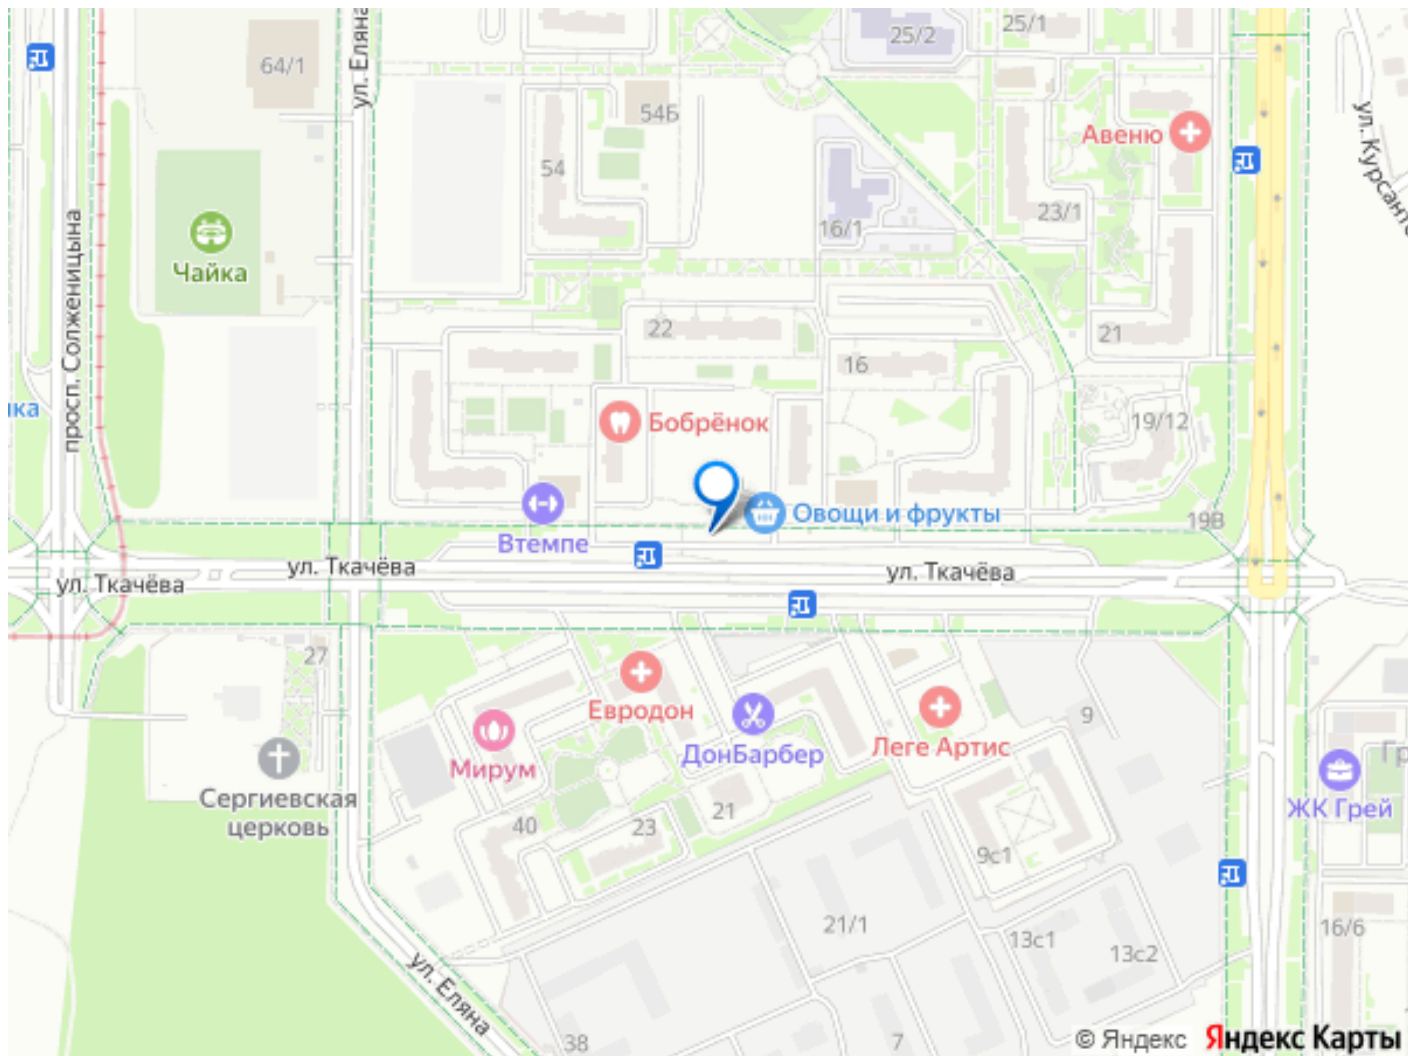 25/2
25/1
64/1
ул. Еляна
54Б
Авеню
ул. Курсант
54
23/1
16/1
просп. Солженицына
Чайка
22
21
16
ка
Бобрёнок
19/12
Овощи и фрукты
19В
Втемпе
ул. Ткачёва
ул. Ткачёва
ул. Ткачёва
27
Евродон
9
Мирум
ДонБарбер
Леге Артис
Гр
Сергиевская
церковь
40
23
21
ЖК Грей
9с1
21/1
13с1
13с2
16/6
ул. Еляна
38
7
© Яндекс
Яндекс Карты